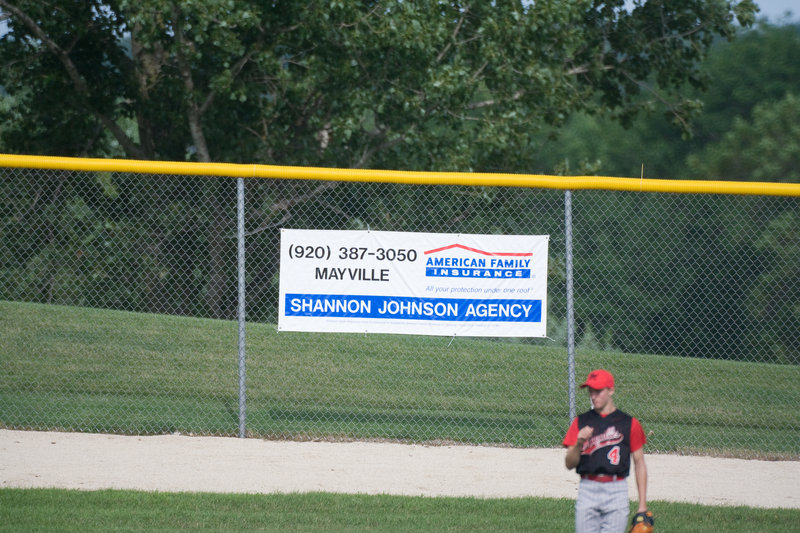 (920) 387-3050
MAYVILLE
AMERICAN FAMILY
INSURANCE ®
All your protection under one roof®
SHANNON JOHNSON AGENCY
4